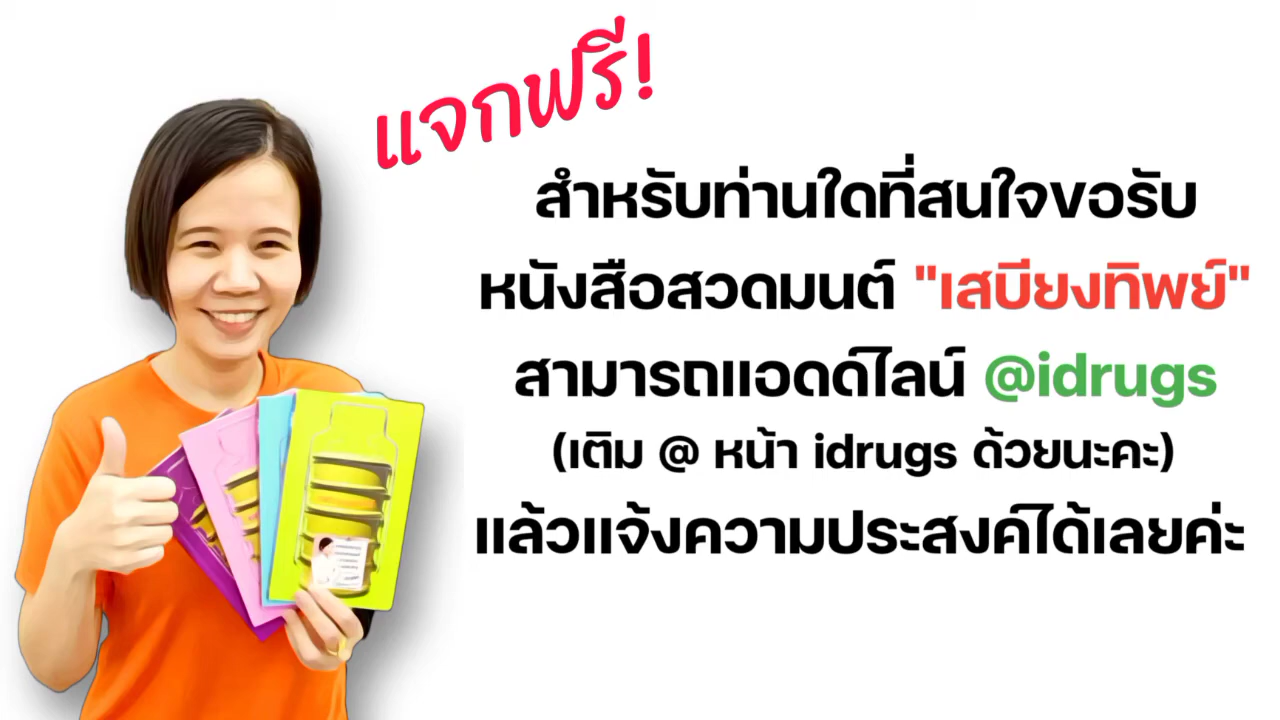 แจกฟรี!
สำหรับท่านใดที่สนใจขอรับ
หนังสือสวดมนต์ "เสบียงทิพย์"
สามารถแอดด์ไลน์ @idrugs
(เติม @ หน้า idrugs ด้วยนะคะ)
แล้วแจ้งความประสงค์ได้เลยค่ะ